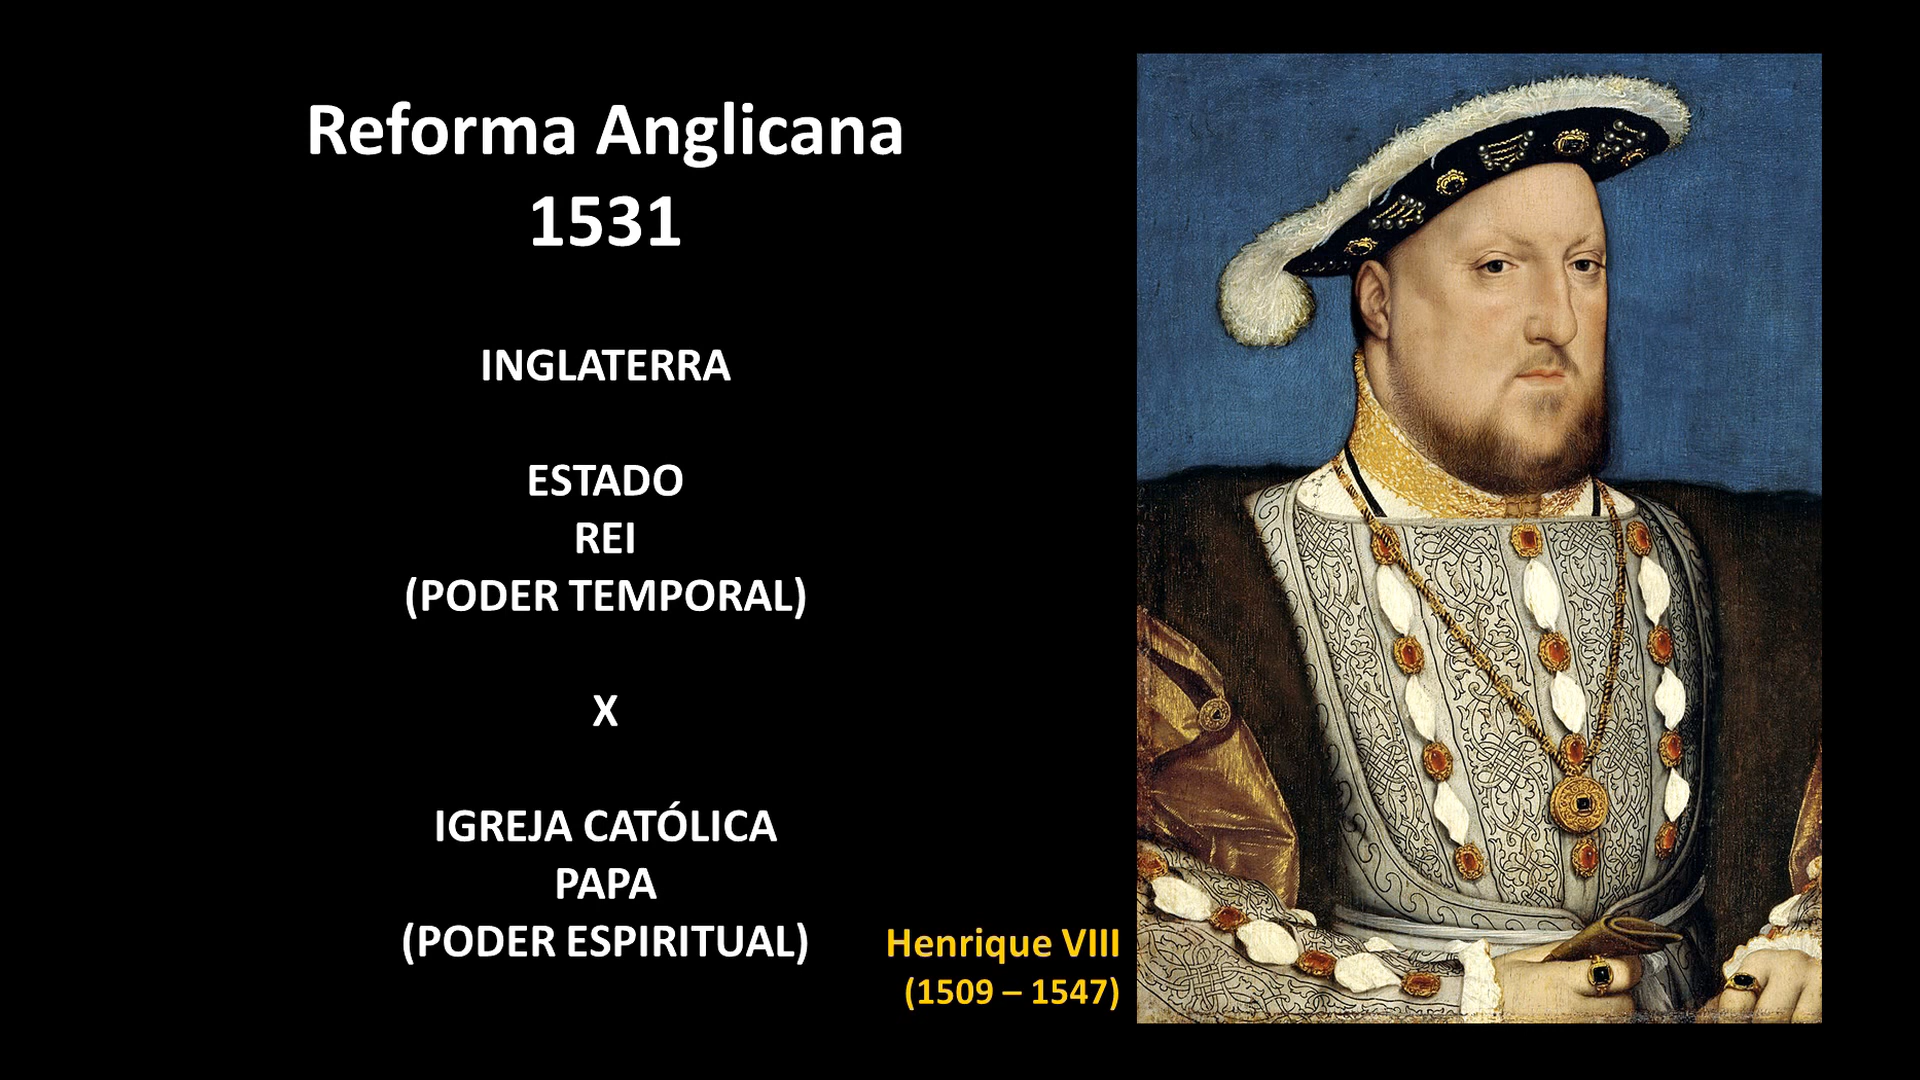 Reforma Anglicana
1531
INGLATERRA
ESTADO
REI
(PODER TEMPORAL)
X
IGREJA CATÓLICA
PAPA
(PODER ESPIRITUAL)
Henrique VIII
(1509 – 1547)